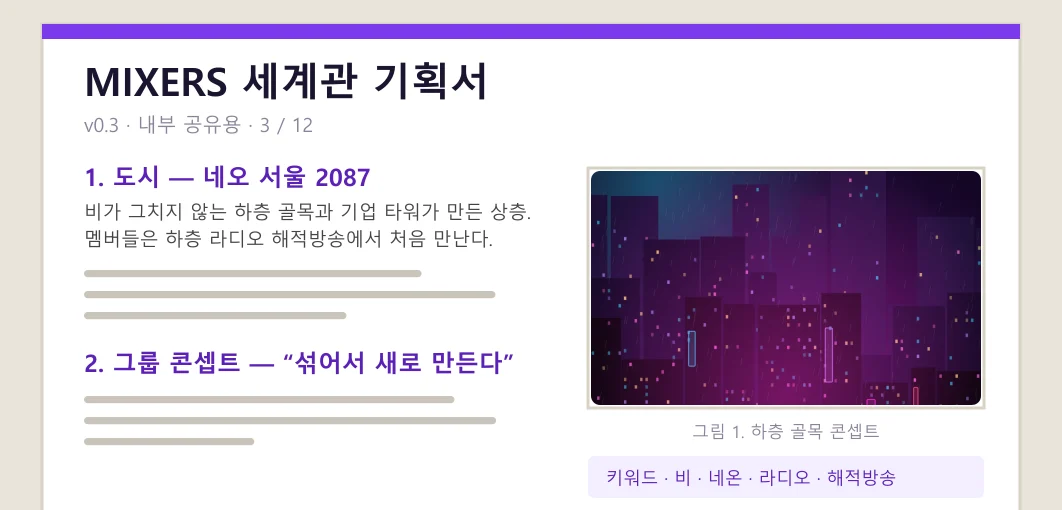 MIXERS 세계관 기획서
v0.3 · 내부 공유용 · 3 / 12
1. 도시 — 네오 서울 2087
비가 그치지 않는 하층 골목과 기업 타워가 만든 상층.
멤버들은 하층 라디오 해적방송에서 처음 만난다.
2. 그룹 콘셉트 — “섞어서 새로 만든다”
그림 1. 하층 골목 콘셉트
키워드 · 비 · 네온 · 라디오 · 해적방송